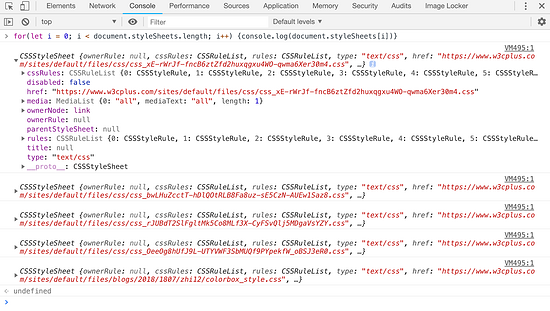 Elements Network Console Sources Performance Application Memory Security Audits Image Locker
top Filter Default levels ▼
> for(let i = 0; i < document.styleSheets.length; i++) {console.log(document.styleSheets[i])}
VM495:1
▼ CSSStyleSheet {ownerRule: null, cssRules: CSSRuleList, rules: CSSRuleList, type: "text/css", href: "https://www.w3cplus.co
m/sites/default/files/css/css_xE-rWrJf-fncB6ztZfd2huxqgxu4WO-qwma6Xer30m4.css", …}
▶ cssRules: CSSRuleList {0: CSSStyleRule, 1: CSSStyleRule, 2: CSSStyleRule, 3: CSSStyleRule, 4: CSSStyleRule, 5: CSSStyleR…
disabled: false
href: "https://www.w3cplus.com/sites/default/files/css/css_xE-rWrJf-fncB6ztZfd2huxqgxu4WO-qwma6Xer30m4.css"
▶ media: MediaList {0: "all", mediaText: "all", length: 1}
▶ ownerNode: link
ownerRule: null
parentStyleSheet: null
▶ rules: CSSRuleList {0: CSSStyleRule, 1: CSSStyleRule, 2: CSSStyleRule, 3: CSSStyleRule, 4: CSSStyleRule, 5: CSSStyleRule…
title: null
type: "text/css"
▶ __proto__: CSSStyleSheet
VM495:1
▶ CSSStyleSheet {ownerRule: null, cssRules: CSSRuleList, rules: CSSRuleList, type: "text/css", href: "https://www.w3cplus.co
m/sites/default/files/css/css_bwLHuZcctT-hDlQOtRLB8Fa8uz-sE5CzN-AUEw1Saz8.css", …}
VM495:1
▶ CSSStyleSheet {ownerRule: null, cssRules: CSSRuleList, rules: CSSRuleList, type: "text/css", href: "https://www.w3cplus.co
m/sites/default/files/css/css_rJUBdT2SlFgltMk5Co8MLf3X-CyFSvQlj5MDgaVsYZY.css", …}
VM495:1
▶ CSSStyleSheet {ownerRule: null, cssRules: CSSRuleList, rules: CSSRuleList, type: "text/css", href: "https://www.w3cplus.co
m/sites/default/files/css/css_Oee0g8hUfJ9L-UTYVWF3SbMUQf9PYpekfW_oBSJ3eR0.css", …}
VM495:1
▶ CSSStyleSheet {ownerRule: null, cssRules: CSSRuleList, rules: CSSRuleList, type: "text/css", href: "https://www.w3cplus.co
m/sites/default/files/blogs/2018/1807/zhi12/colorbox_style.css", …}
undefined
>